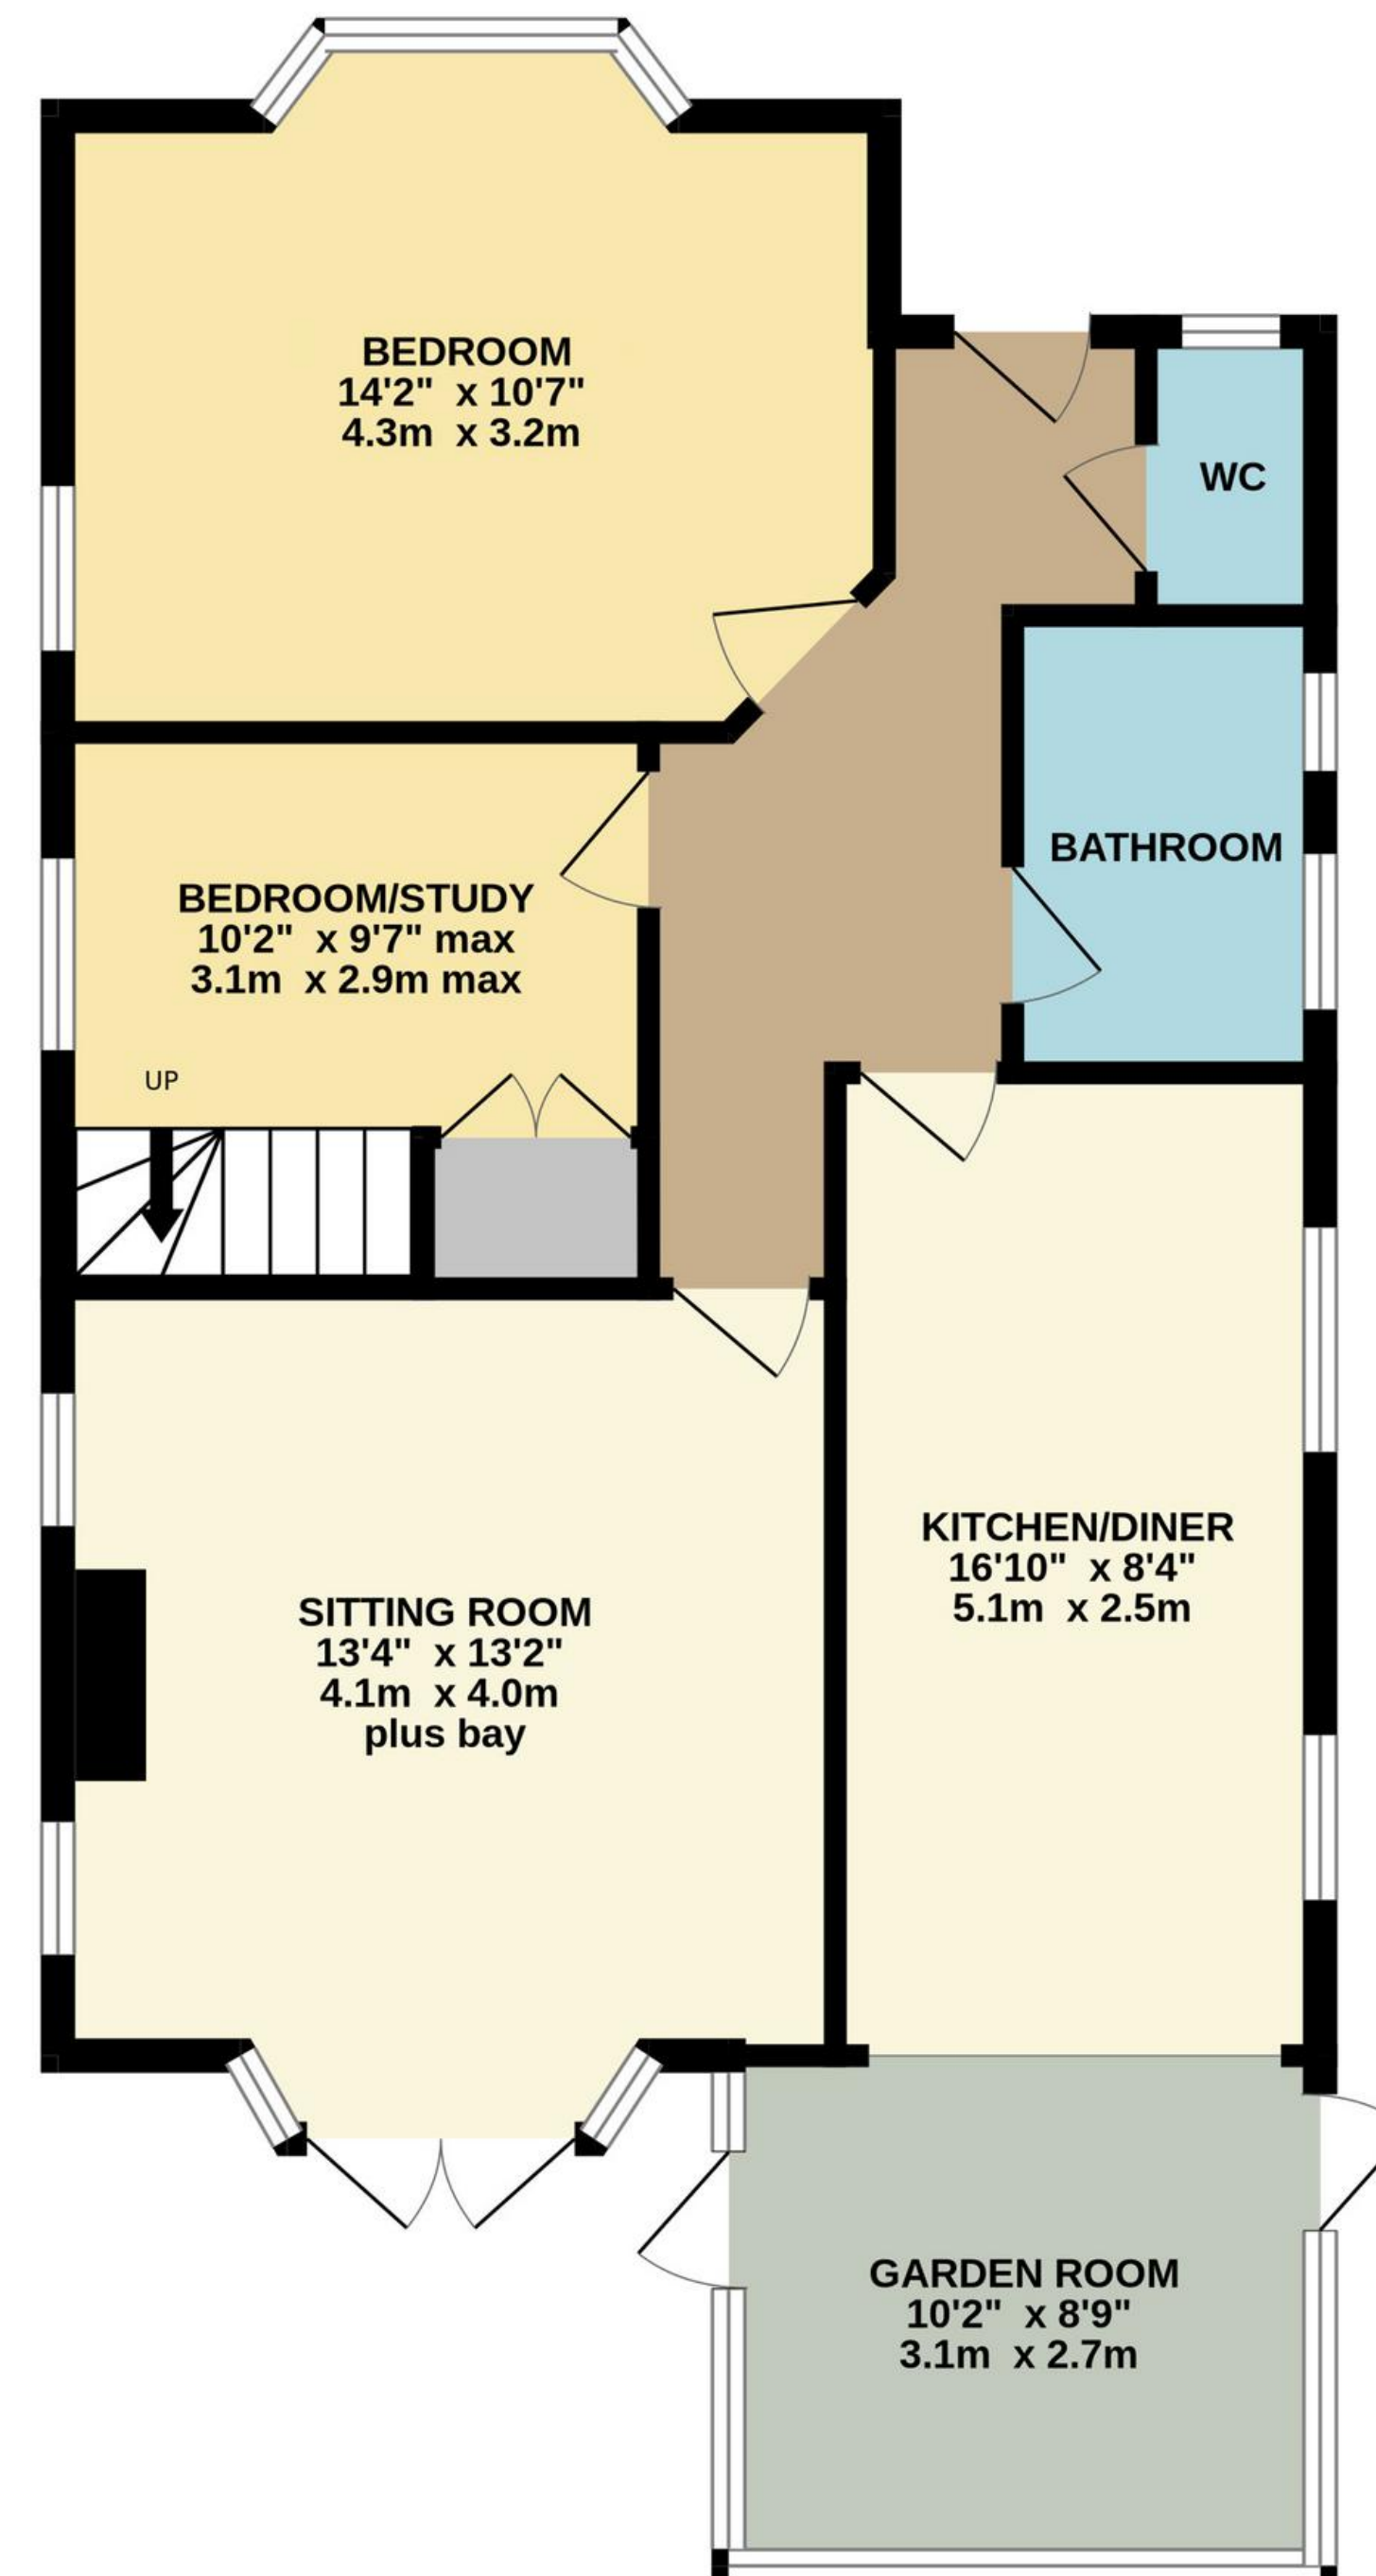 BEDROOM
14'2" x 10'7"
4.3m x 3.2m
WC
BATHROOM
BEDROOM/STUDY
10'2" x 9'7" max
3.1m x 2.9m max
UP
KITCHEN/DINER
16'10" x 8'4"
5.1m x 2.5m
SITTING ROOM
13'4" x 13'2"
4.1m x 4.0m
plus bay
GARDEN ROOM
10'2" x 8'9"
3.1m x 2.7m